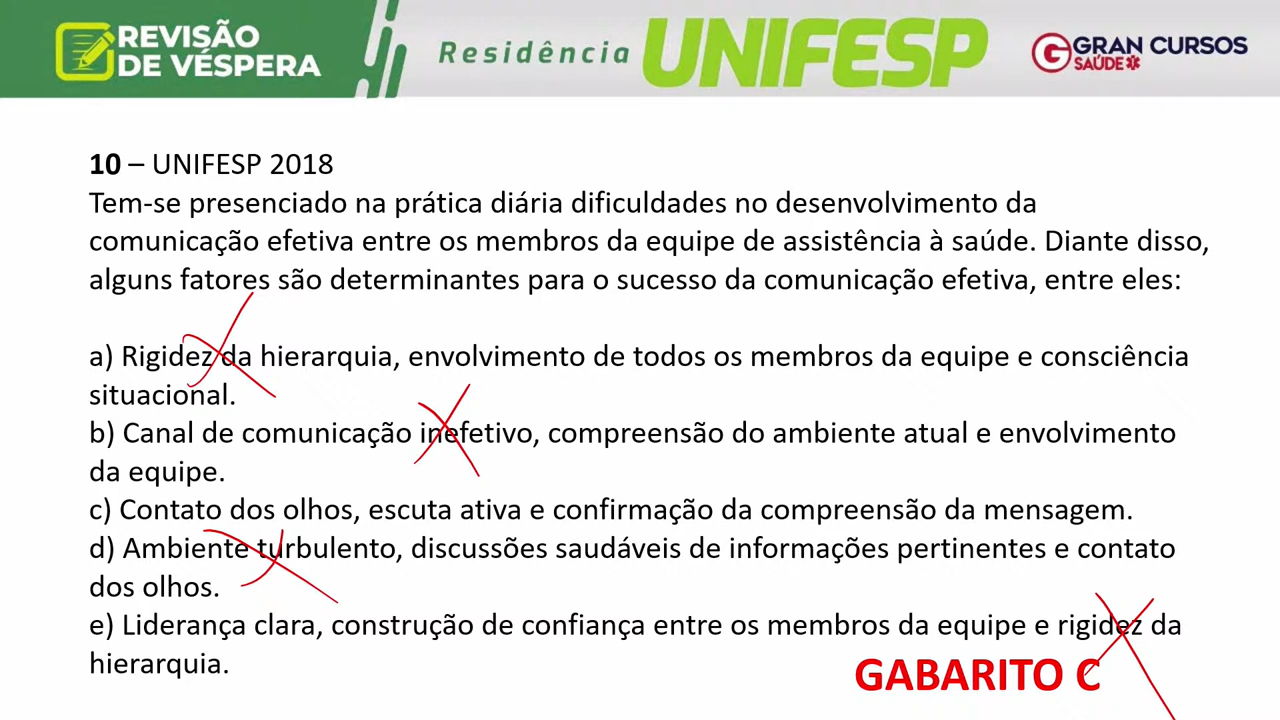 REVISÃO
DE VÉSPERA
Residência UNIFESP
GRAN CURSOS
SAÚDE
10 – UNIFESP 2018
Tem-se presenciado na prática diária dificuldades no desenvolvimento da
comunicação efetiva entre os membros da equipe de assistência à saúde. Diante disso,
alguns fatores são determinantes para o sucesso da comunicação efetiva, entre eles:
a) Rigidez da hierarquia, envolvimento de todos os membros da equipe e consciência
situacional.
b) Canal de comunicação inefetivo, compreensão do ambiente atual e envolvimento
da equipe.
c) Contato dos olhos, escuta ativa e confirmação da compreensão da mensagem.
d) Ambiente turbulento, discussões saudáveis de informações pertinentes e contato
dos olhos.
e) Liderança clara, construção de confiança entre os membros da equipe e rigidez da
hierarquia.
GABARITO C